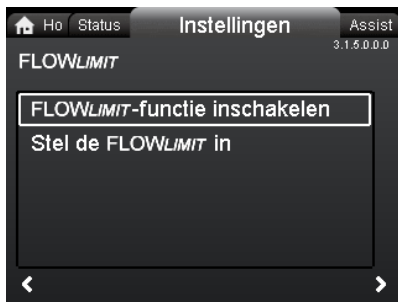 Ho Status Instellingen Assist
3.1.5.0.0.0
FLOWLIMIT
FLOWLIMIT-functie inschakelen
Stel de FLOWLIMIT in